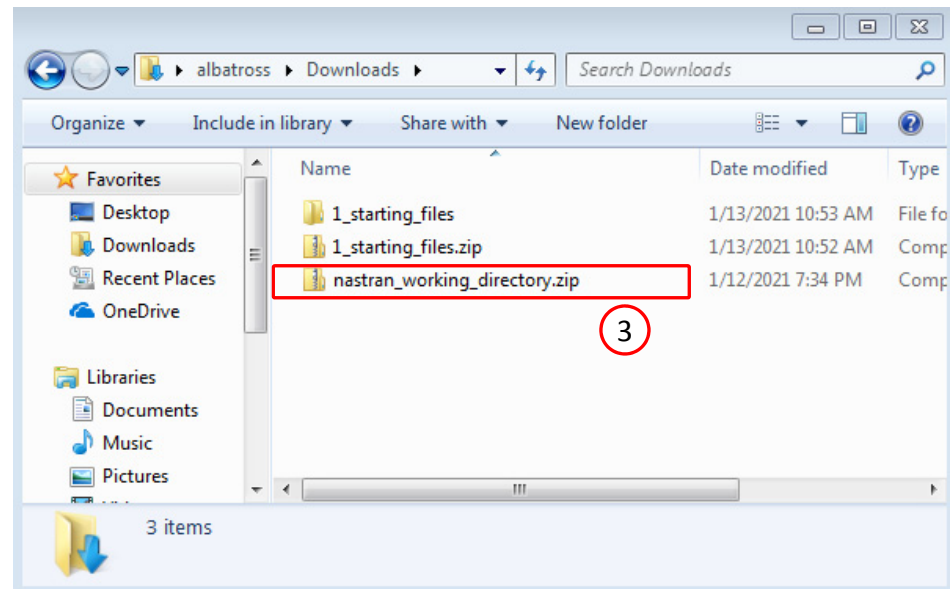 albatross Downloads Search Downloads
Organize Include in library Share with New folder
Name Date modified Type
Favorites
Desktop 1_starting_files 1/13/2021 10:53 AM File fo
Downloads 1_starting_files.zip 1/13/2021 10:52 AM Comp
Recent Places nastran_working_directory.zip 1/12/2021 7:34 PM Comp
OneDrive
3
Libraries
Documents
Music
Pictures
3 items